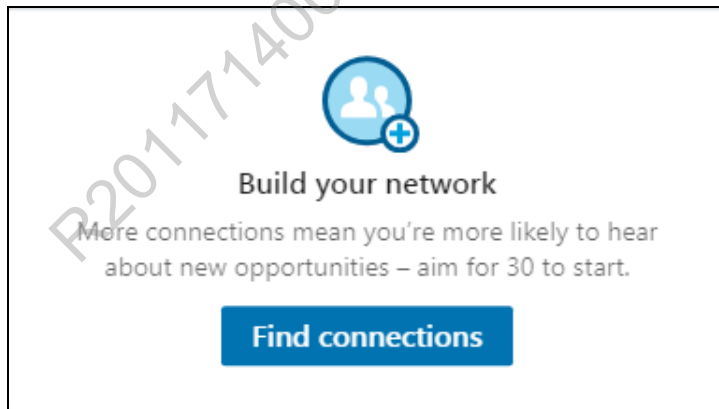 Build your network
More connections mean you're more likely to hear
about new opportunities – aim for 30 to start.
Find connections